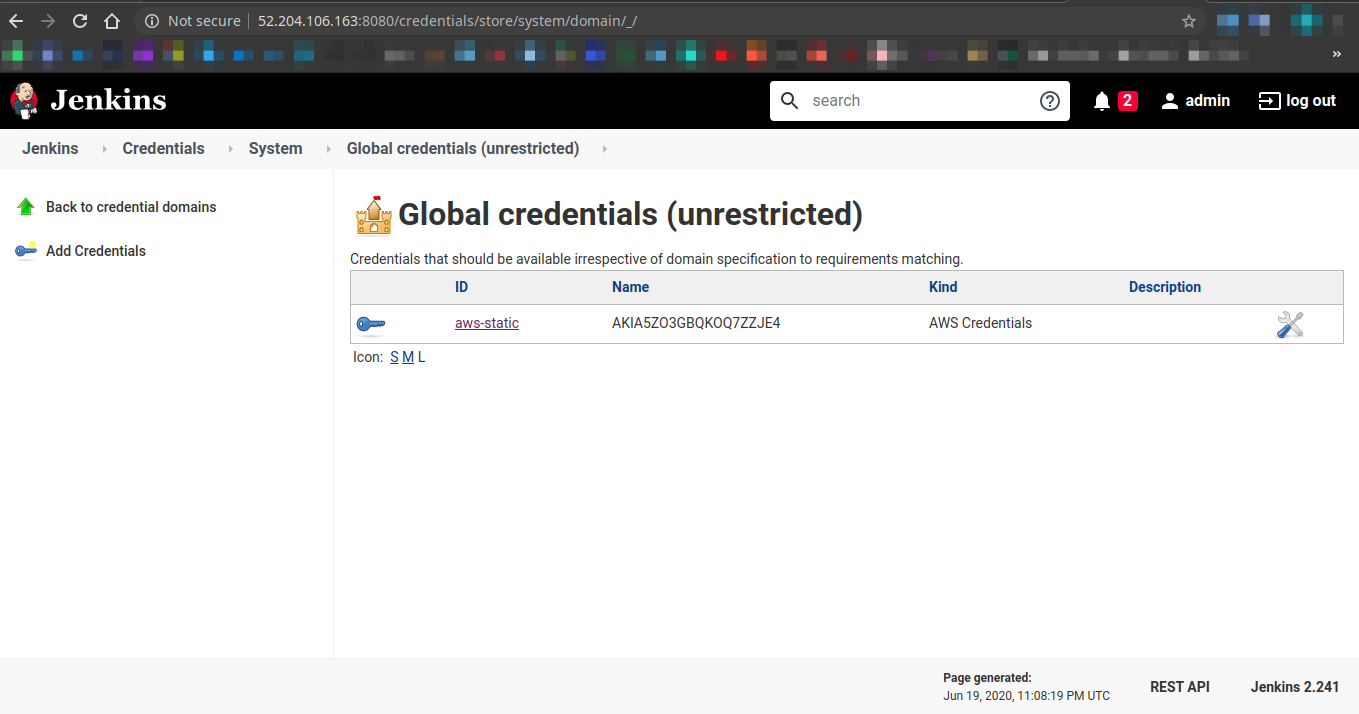 Not secure 52.204.106.163:8080/credentials/store/system/domain/_/
»
Jenkins search 2 admin log out
Jenkins Credentials System Global credentials (unrestricted)
Back to credential domains
Add Credentials
Global credentials (unrestricted)
Credentials that should be available irrespective of domain specification to requirements matching.
ID Name Kind Description
aws-static AKIA5ZO3GBQKOQ7ZZJE4 AWS Credentials
Icon: S M L
Page generated:
Jun 19, 2020, 11:08:19 PM UTC
REST API
Jenkins 2.241